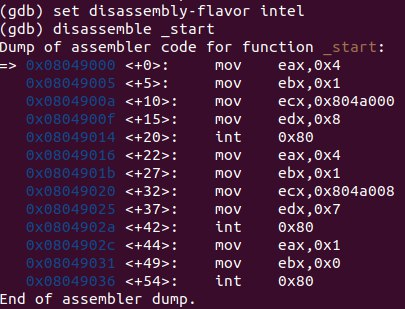 (gdb) set disassembly-flavor intel
(gdb) disassemble _start
Dump of assembler code for function _start:
=> 0x08049000 <+0>:     mov    eax,0x4
   0x08049005 <+5>:     mov    ebx,0x1
   0x0804900a <+10>:    mov    ecx,0x804a000
   0x0804900f <+15>:    mov    edx,0x8
   0x08049014 <+20>:    int    0x80
   0x08049016 <+22>:    mov    eax,0x4
   0x0804901b <+27>:    mov    ebx,0x1
   0x08049020 <+32>:    mov    ecx,0x804a008
   0x08049025 <+37>:    mov    edx,0x7
   0x0804902a <+42>:    int    0x80
   0x0804902c <+44>:    mov    eax,0x1
   0x08049031 <+49>:    mov    ebx,0x0
   0x08049036 <+54>:    int    0x80
End of assembler dump.